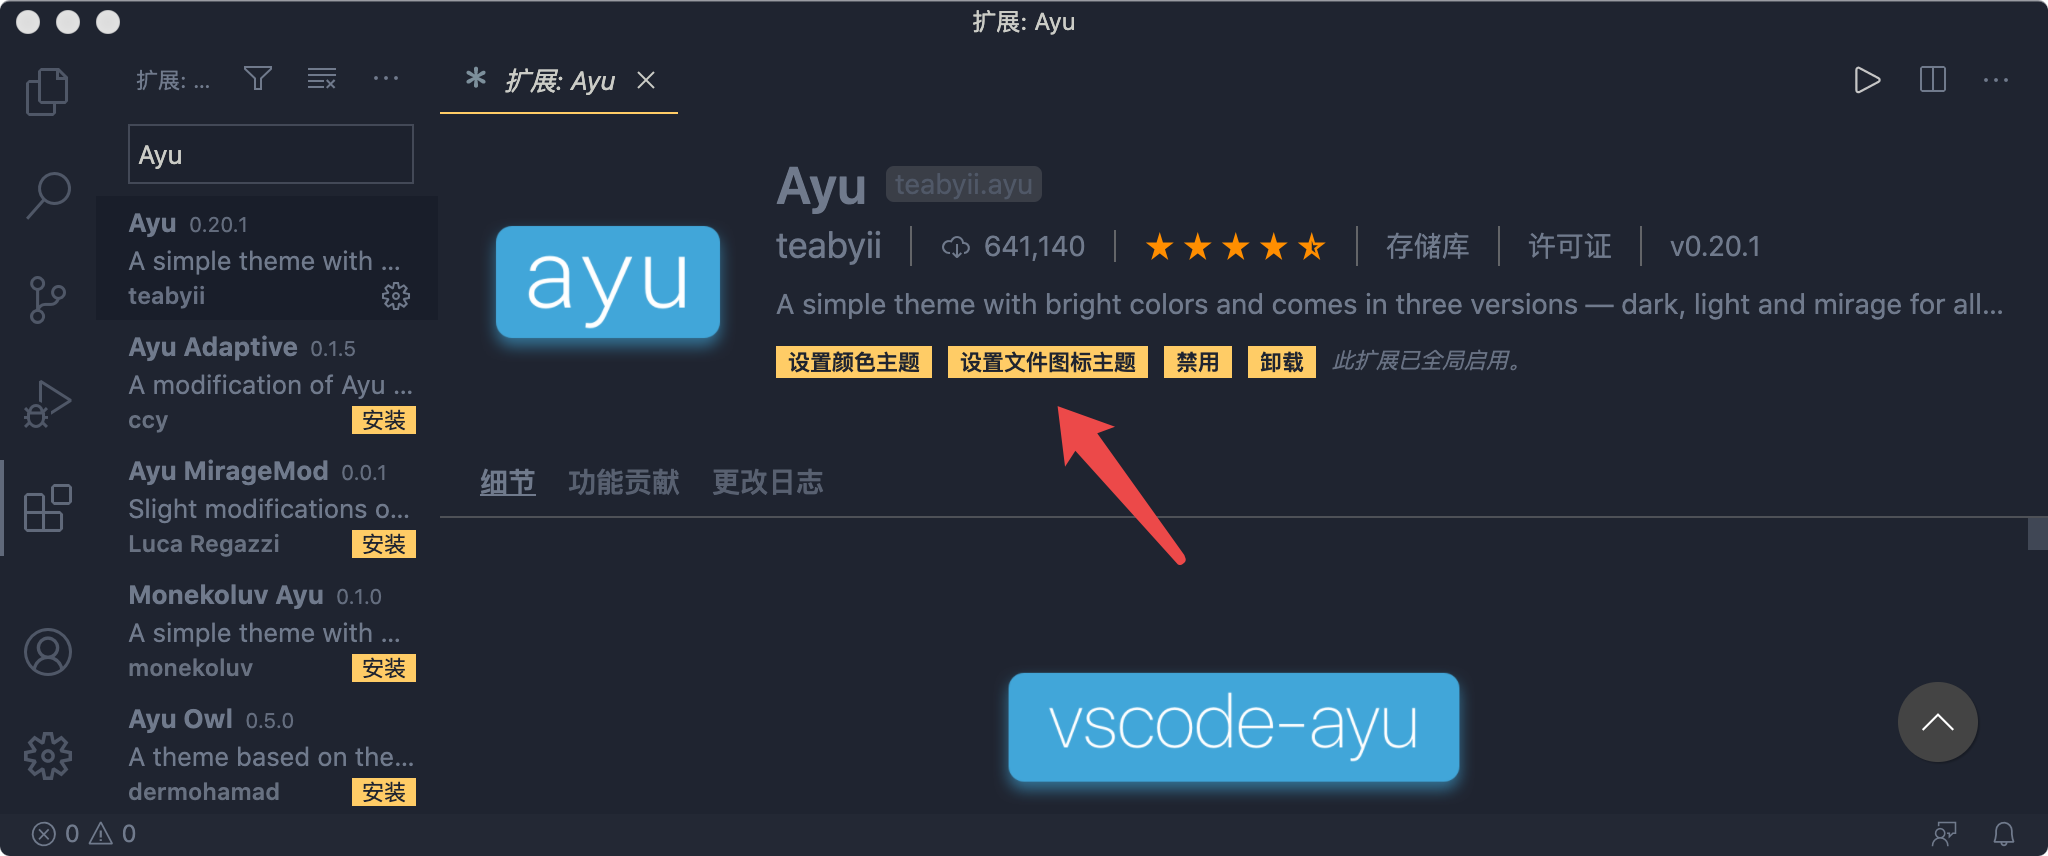 扩展: Ayu
扩展: ...
扩展: Ayu
Ayu
Ayu 0.20.1
A simple theme with ...
teabyii
Ayu Adaptive 0.1.5
A modification of Ayu ...
ccy 安装
Ayu MirageMod 0.0.1
Slight modifications o...
Luca Regazzi 安装
Monekoluv Ayu 0.1.0
A simple theme with ...
monekoluv 安装
Ayu Owl 0.5.0
A theme based on the...
dermohamad 安装
ayu
Ayu teabyii.ayu
teabyii 641,140 存储库 许可证 v0.20.1
A simple theme with bright colors and comes in three versions — dark, light and mirage for all...
设置颜色主题 设置文件图标主题 禁用 卸载 此扩展已全局启用。
细节 功能贡献 更改日志
vscode-ayu
0 0